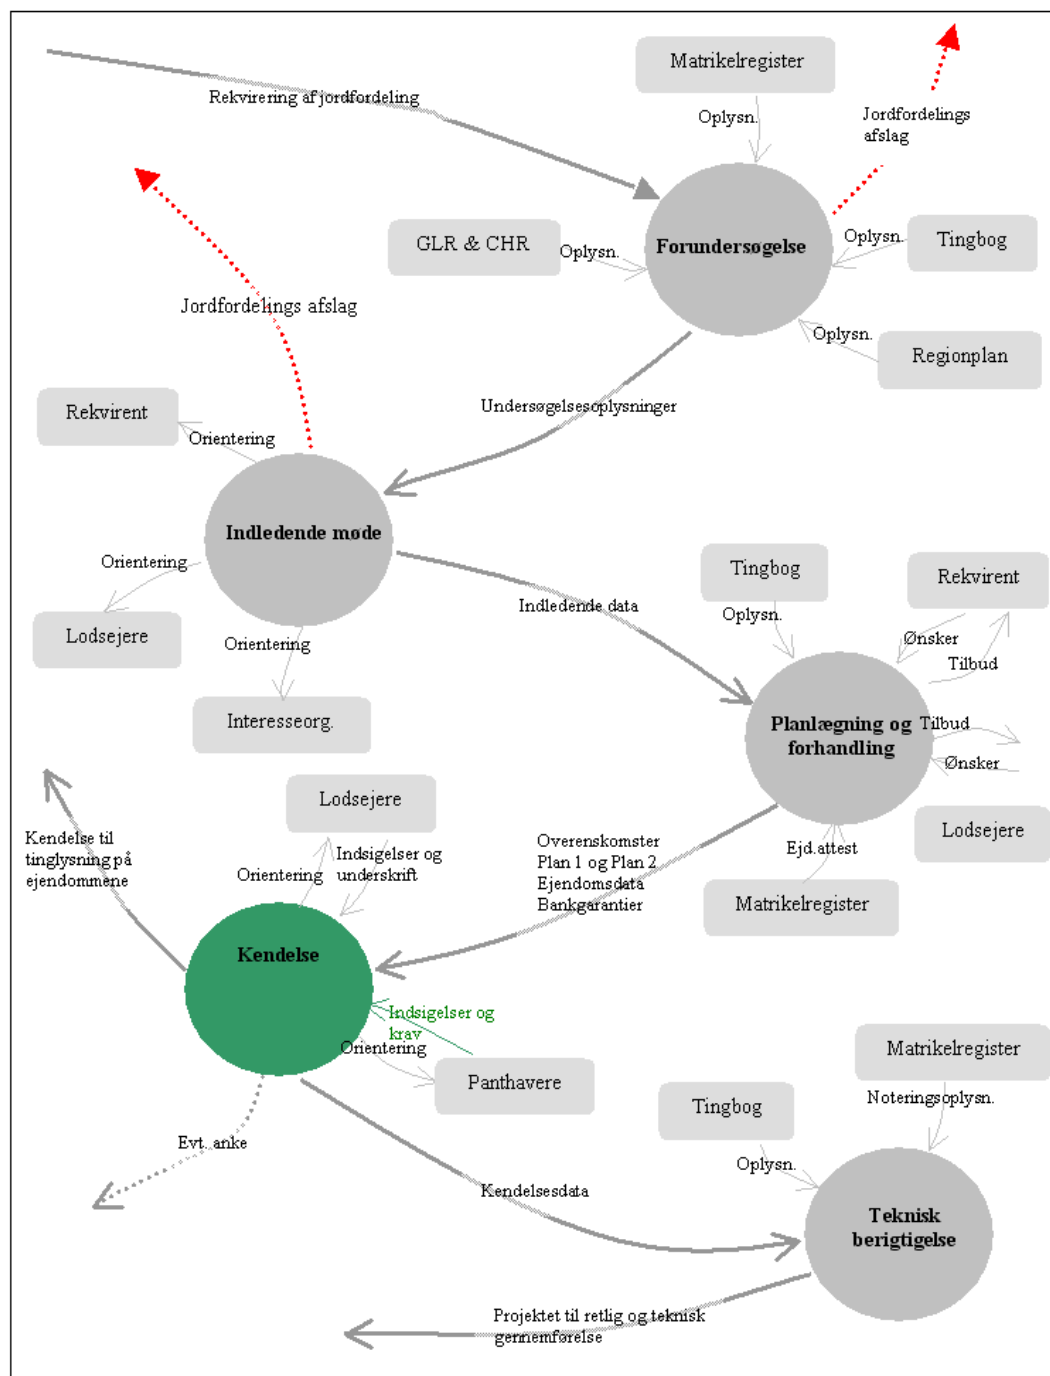 Matrikelregister
Rekvirering af jordfordeling
Oplysn.
Jordfordelings
afslag
GLR & CHR
Oplysn.
Forundersøgelse
Oplysn.
Tingbog
Jordfordelings afslag
Oplysn.
Regionplan
Rekvirent
Orientering
Undersøgelsesoplysninger
Indledende møde
Orientering
Tingbog
Rekvirent
Oplysn.
Indledende data
Lodsejere
Orientering
Ønsker
Tilbud
Interesseorg.
Planlægning og
forhandling
Tilbud
Ønsker
Lodsejere
Kendelse til
tinglysning på
ejendommene
Orientering
Indsigelser og
underskrift
Overenskomster
Plan 1 og Plan 2
Ejendomsdata
Bankgarantier
Ejd.attest
Lodsejere
Matrikelregister
Kendelse
Indsigelser og
krav
Orientering
Panthavere
Matrikelregister
Tingbog
Noteringsoplysn.
Evt. anke
Oplysn.
Kendelsesdata
Teknisk
berigtigelse
Projektet til retlig og teknisk
gennemførelse